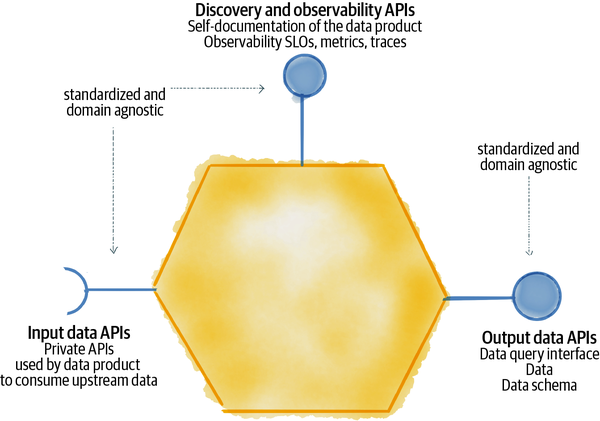 Discovery and observability APIs
Self-documentation of the data product
Observability SLOs, metrics, traces
standardized and
domain agnostic
standardized and
domain agnostic
Input data APIs
Private APIs
used by data product
to consume upstream data
Output data APIs
Data query interface
Data
Data schema